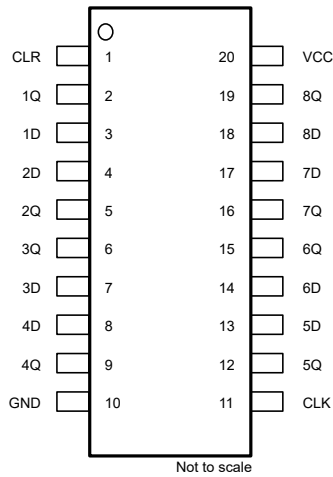 CLR 1 20 VCC
1Q 2 19 8Q
1D 3 18 8D
2D 4 17 7D
2Q 5 16 7Q
3Q 6 15 6Q
3D 7 14 6D
4D 8 13 5D
4Q 9 12 5Q
GND 10 11 CLK
Not to scale